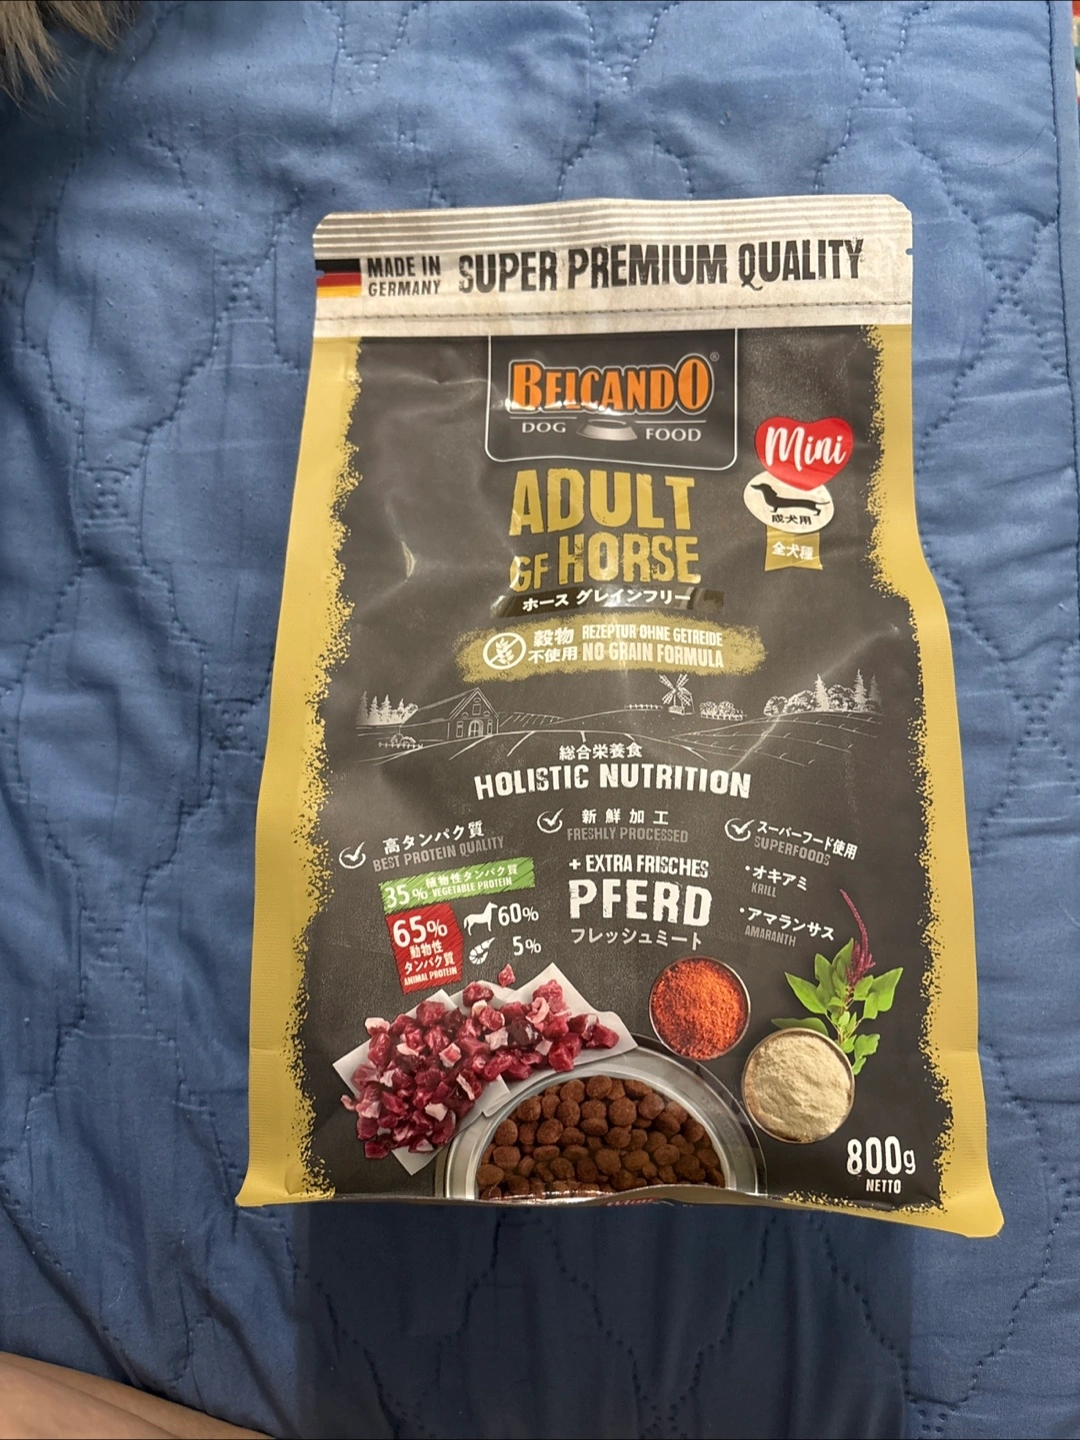 MADE IN
GERMANY
SUPER PREMIUM QUALITY
BELCANDO®
DOG FOOD
Mini
成犬用
全犬種
ADULT
GF HORSE
ホース グレインフリー
穀物
不使用
REZEPTUR OHNE GETREIDE
NO GRAIN FORMULA
総合栄養食
HOLISTIC NUTRITION
高タンパク質
BEST PROTEIN QUALITY
新鮮加工
FRESHLY PROCESSED
スーパーフード使用
SUPERFOODS
35% 植物性タンパク質
VEGETABLE PROTEIN
65%
動物性
タンパク質
ANIMAL PROTEIN
60%
5%
+ EXTRA FRISCHES
PFERD
フレッシュミート
・オキアミ
KRILL
・アマランサス
AMARANTH
800g
NETTO